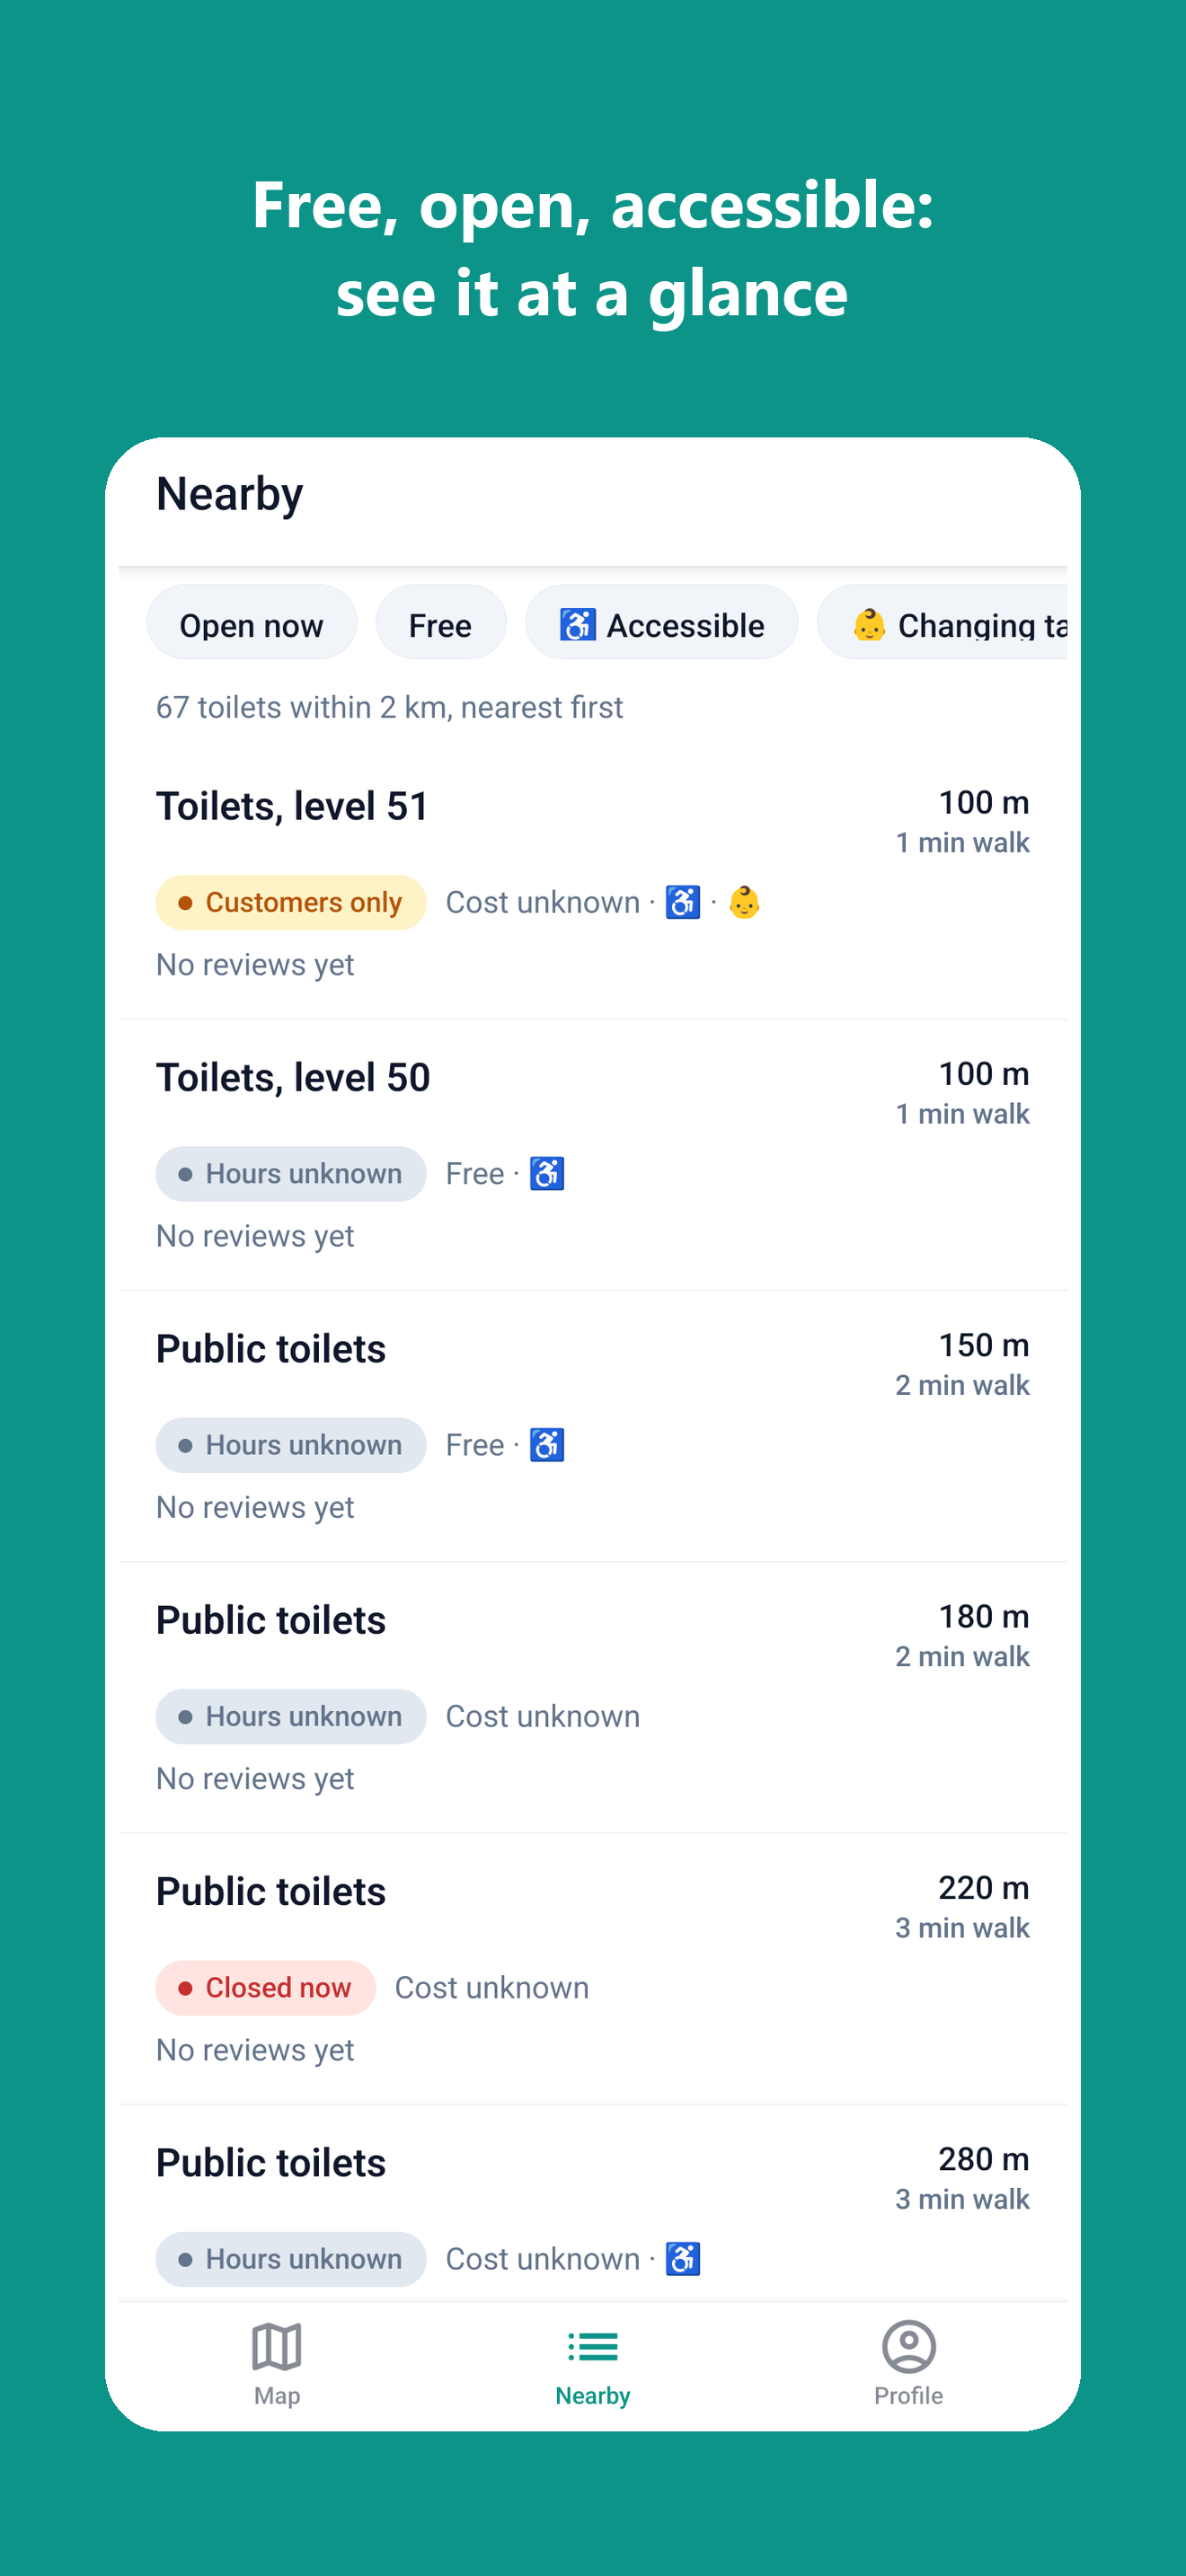 Free, open, accessible:
see it at a glance
Nearby
Open now
Free
♿ Accessible
👶 Changing ta
67 toilets within 2 km, nearest first
Toilets, level 51
100 m
1 min walk
Customers only
Cost unknown · ♿ · 👶
No reviews yet
Toilets, level 50
100 m
1 min walk
Hours unknown
Free · ♿
No reviews yet
Public toilets
150 m
2 min walk
Hours unknown
Free · ♿
No reviews yet
Public toilets
180 m
2 min walk
Hours unknown
Cost unknown
No reviews yet
Public toilets
220 m
3 min walk
Closed now
Cost unknown
No reviews yet
Public toilets
280 m
3 min walk
Hours unknown
Cost unknown · ♿
Map
Nearby
Profile